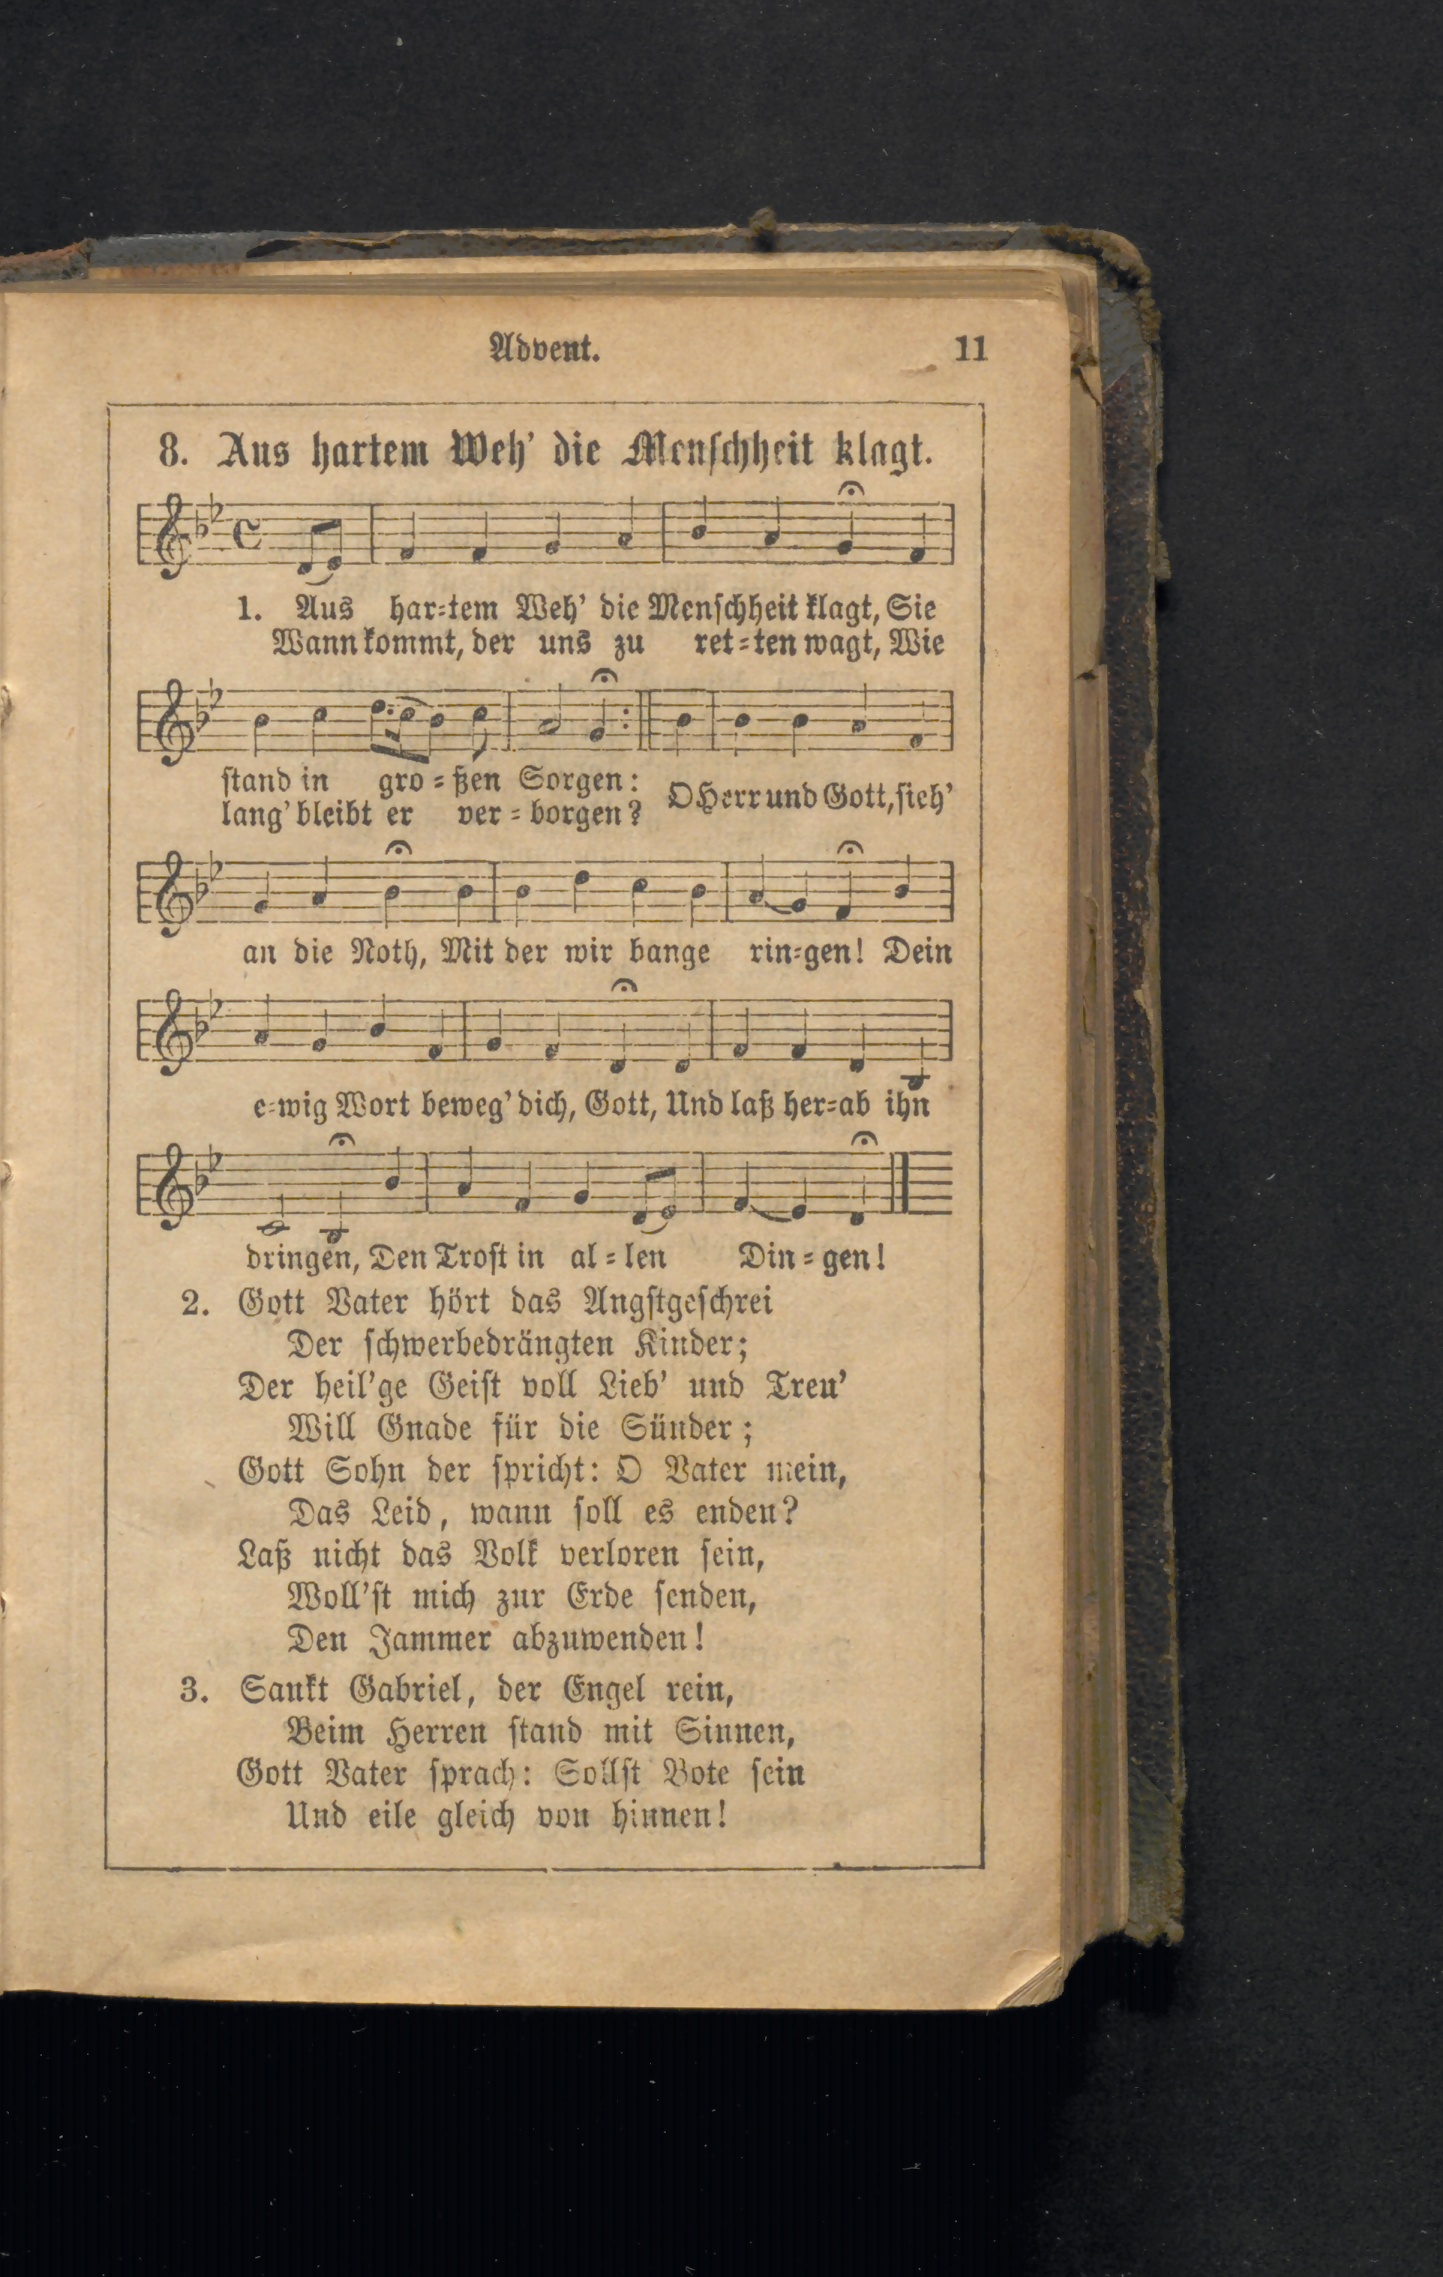 Advent.
11
8. Aus hartem Weh' die Menſchheit klagt.
1. Aus har=tem Weh' die Menſchheit klagt, Sie
Wann kommt, der uns zu ret=ten wagt, Wie
ſtand in gro=ßen Sorgen:
lang' bleibt er ver=borgen?
O Herr und Gott, ſieh'
an die Noth, Mit der wir bange rin=gen! Dein
e=wig Wort beweg' dich, Gott, Und laß her=ab ihn
dringen, Den Troſt in al=len Din=gen!
2. Gott Vater hört das Angſtgeſchrei
Der ſchwerbedrängten Kinder;
Der heil'ge Geiſt voll Lieb' und Treu'
Will Gnade für die Sünder;
Gott Sohn der ſpricht: O Vater mein,
Das Leid, wann ſoll es enden?
Laß nicht das Volk verloren ſein,
Woll'ſt mich zur Erde ſenden,
Den Jammer abzuwenden!
3. Sankt Gabriel, der Engel rein,
Beim Herren ſtand mit Sinnen,
Gott Vater ſprach: Sollſt Bote ſein
Und eile gleich von hinnen!